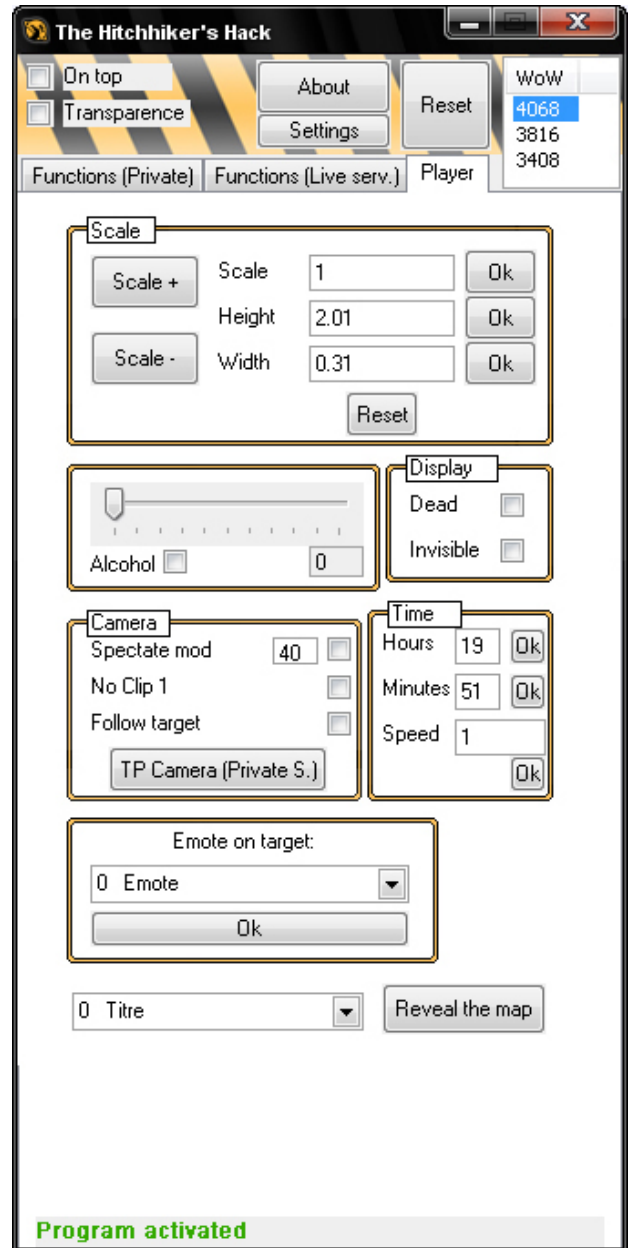 The Hitchhiker's Hack
On top
Transparence
About
Settings
Reset
WoW
4068
3816
3408
Functions (Private)
Functions (Live serv.)
Player
Scale
Scale +
Scale 1 Ok
Height 2.01 Ok
Scale -
Width 0.31 Ok
Reset
Alcohol 0
Display
Dead
Invisible
Camera
Spectate mod 40
No Clip 1
Follow target
TP Camera (Private S.)
Time
Hours 19 Ok
Minutes 51 Ok
Speed 1
Ok
Emote on target:
0 Emote
Ok
0 Titre
Reveal the map
Program activated